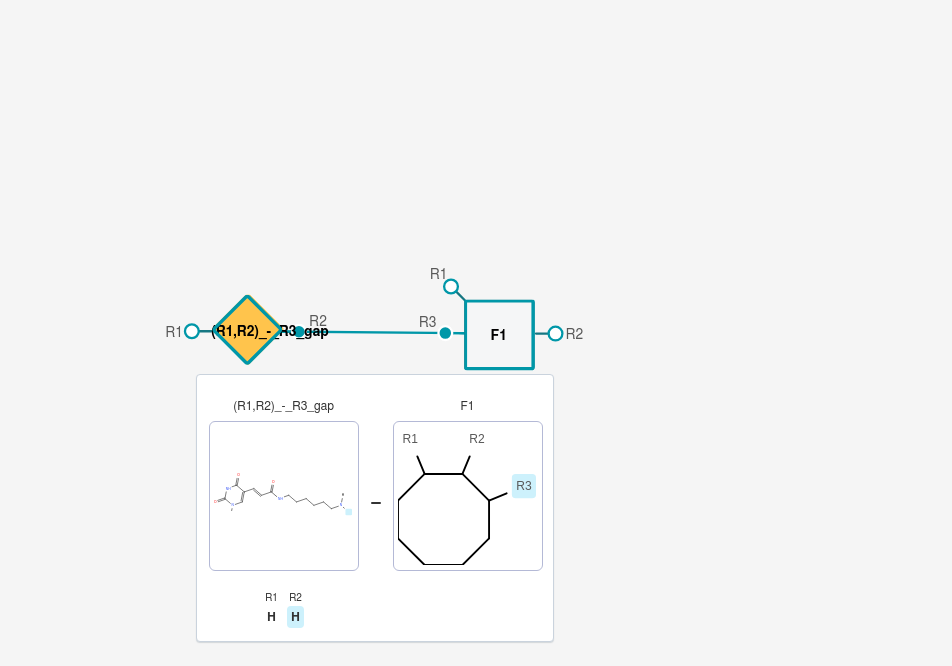 R1
R1
(R1,R2)_-_R3_gap
R2
R3
F1
R2
(R1,R2)_-_R3_gap
F1
R1
R2
R3
R1
R2
H
H